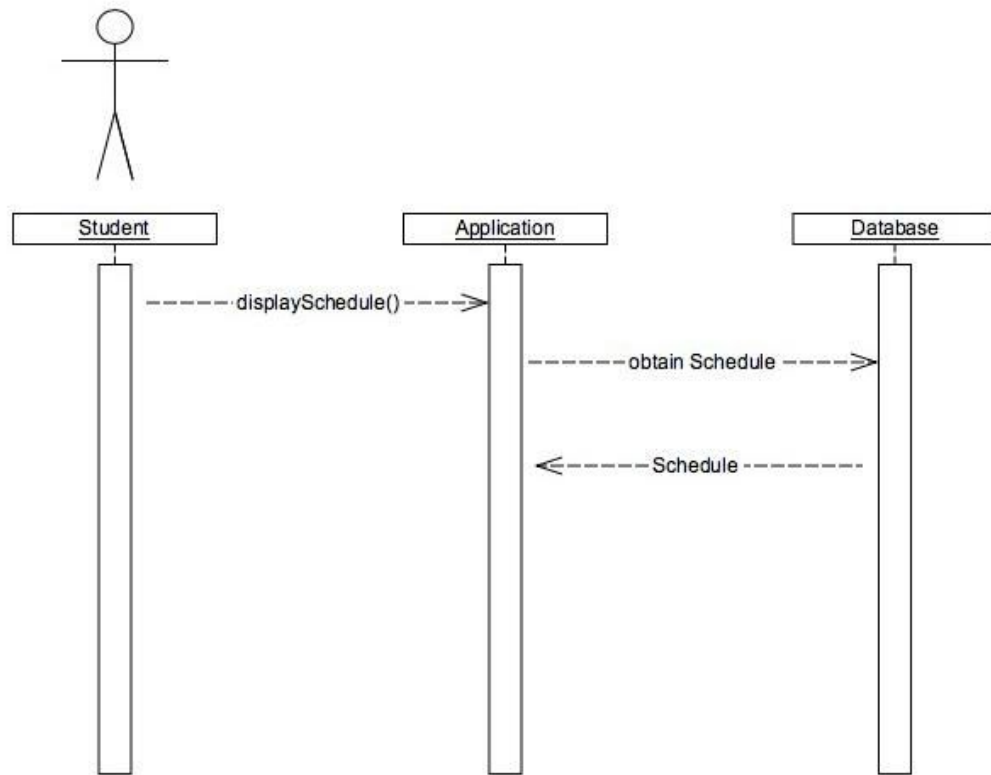 Student
Application
Database
displaySchedule()
obtain Schedule
Schedule